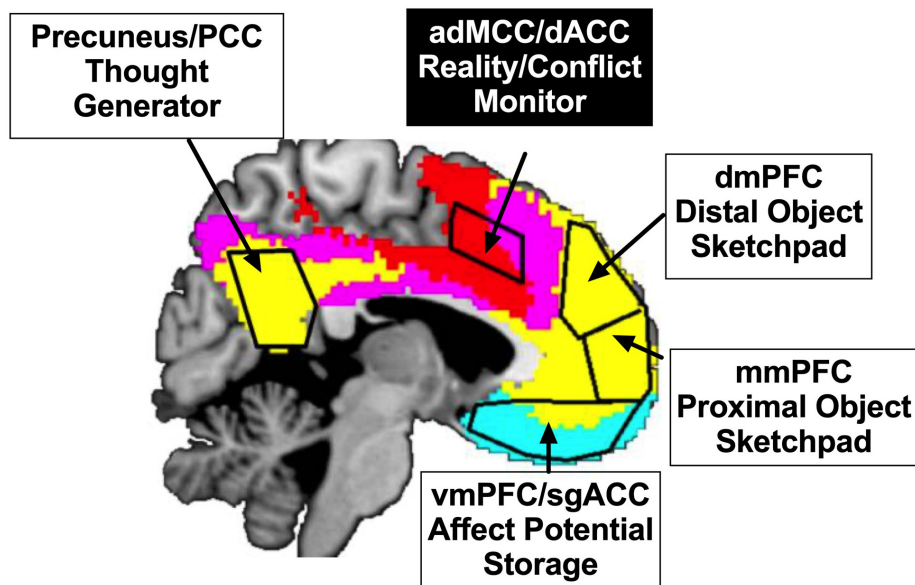 Precuneus/PCC
Thought
Generator
adMCC/dACC
Reality/Conflict
Monitor
dmPFC
Distal Object
Sketchpad
mmPFC
Proximal Object
Sketchpad
vmPFC/sgACC
Affect Potential
Storage